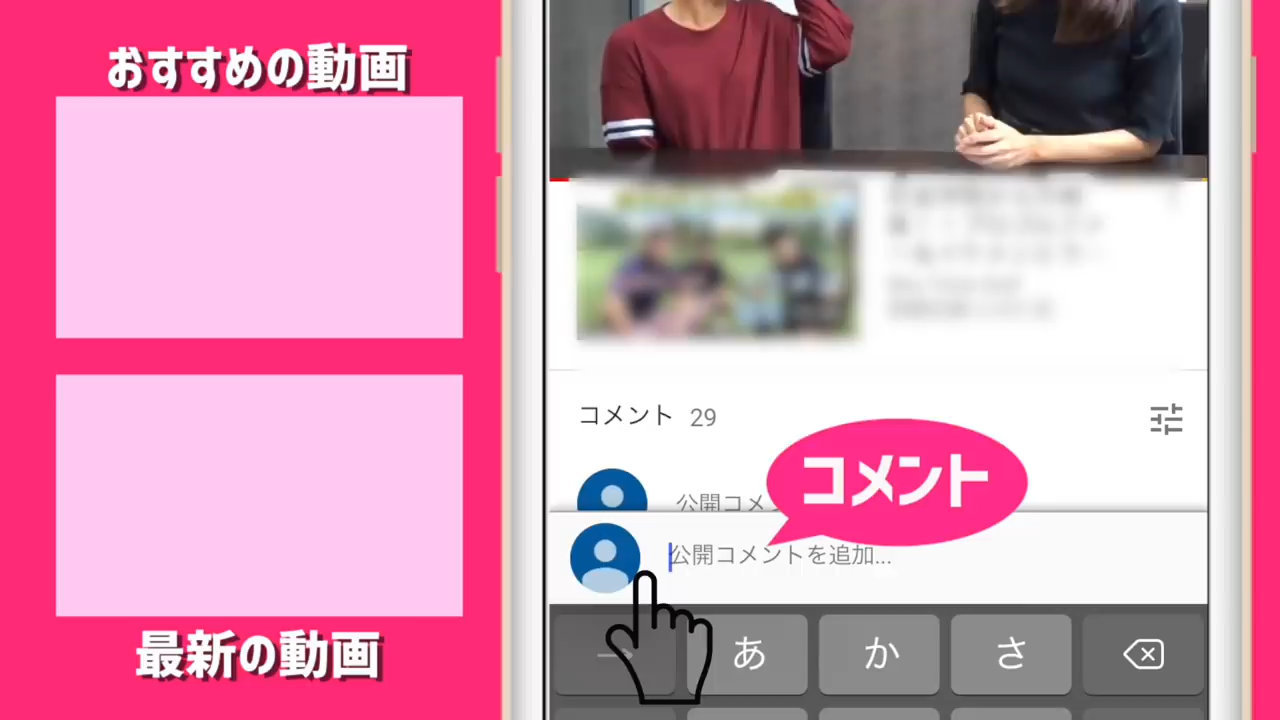 おすすめの動画
最新の動画
コメント 29
コメント
公開コメ
公開コメントを追加...
あ
か
さ